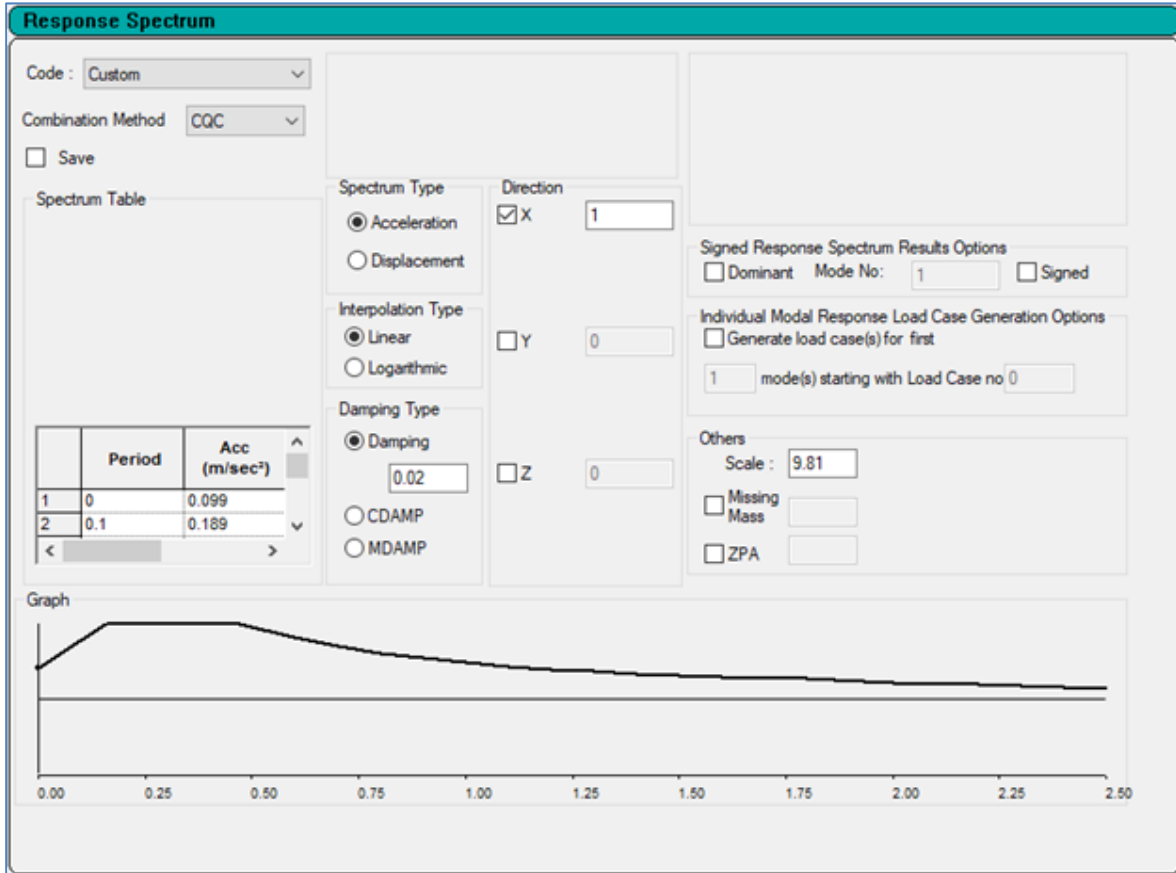 Response Spectrum
Code : Custom
Combination Method CQC
Save
Spectrum Table
Period Acc (m/sec²)
1 0 0.099
2 0.1 0.189
Spectrum Type
Acceleration
Displacement
Interpolation Type
Linear
Logarithmic
Damping Type
Damping
0.02
CDAMP
MDAMP
Direction
X 1
Y 0
Z 0
Signed Response Spectrum Results Options
Dominant Mode No: 1 Signed
Individual Modal Response Load Case Generation Options
Generate load case(s) for first
1 mode(s) starting with Load Case no 0
Others
Scale : 9.81
Missing
Mass
ZPA
Graph
0.00 0.25 0.50 0.75 1.00 1.25 1.50 1.75 2.00 2.25 2.50